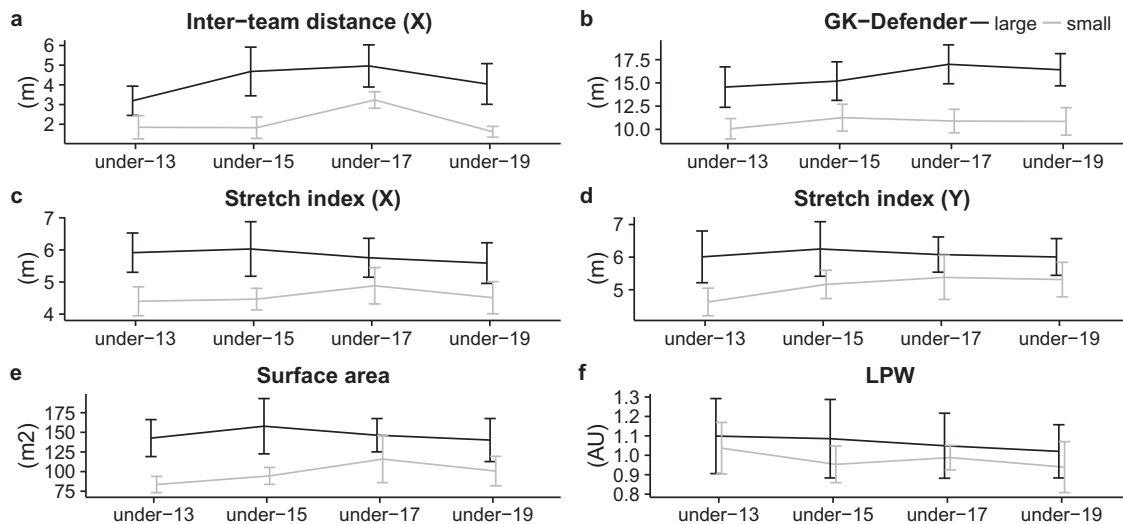 a Inter−team distance (X)
6
5
4
3
2
(m)
under−13 under−15 under−17 under−19
b GK−Defender large small
17.5
15.0
12.5
10.0
(m)
under−13 under−15 under−17 under−19
c Stretch index (X)
7
6
5
4
(m)
under−13 under−15 under−17 under−19
d Stretch index (Y)
7
6
5
(m)
under−13 under−15 under−17 under−19
e Surface area
175
150
125
100
75
(m2)
under−13 under−15 under−17 under−19
f LPW
1.3
1.2
1.1
1.0
0.9
0.8
(AU)
under−13 under−15 under−17 under−19